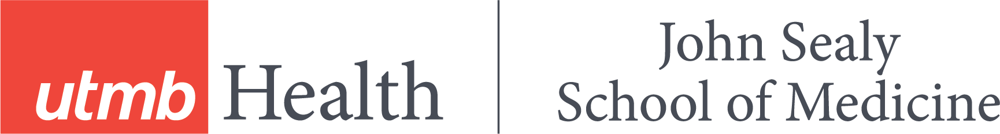 utmb Health
John Sealy
School of Medicine